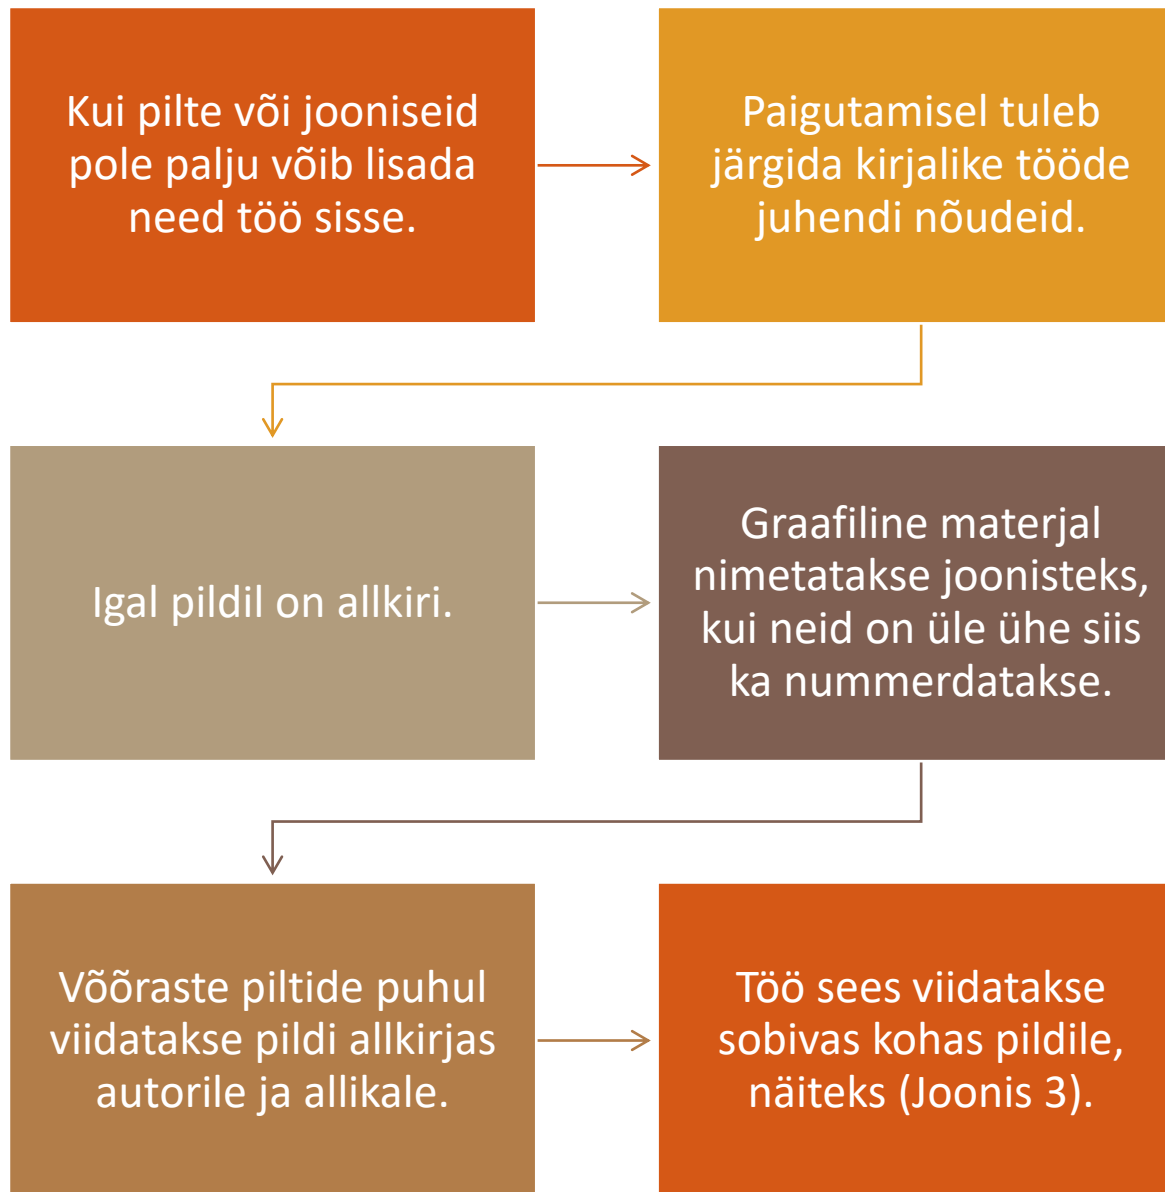 Kui pilte või jooniseid
pole palju võib lisada
need töö sisse.
Paigutamisel tuleb
järgida kirjalike tööde
juhendi nõudeid.
Igal pildil on allkiri.
Graafiline materjal
nimetatakse joonisteks,
kui neid on üle ühe siis
ka nummerdatakse.
Võõraste piltide puhul
viidatakse pildi allkirjas
autorile ja allikale.
Töö sees viidatakse
sobivas kohas pildile,
näiteks (Joonis 3).